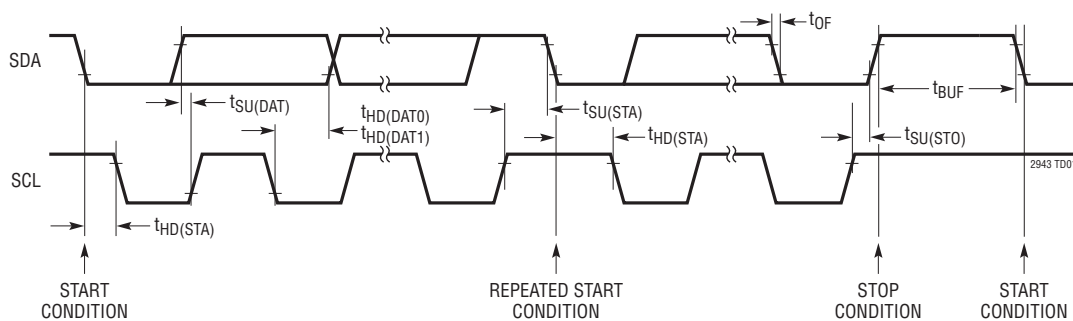 SDA
SCL
tSU(DAT)
tHD(DAT0)
tHD(DAT1)
tHD(STA)
tSU(STA)
tHD(STA)
tOF
tBUF
tSU(STO)
2943 TD01
START
CONDITION
REPEATED START
CONDITION
STOP
CONDITION
START
CONDITION